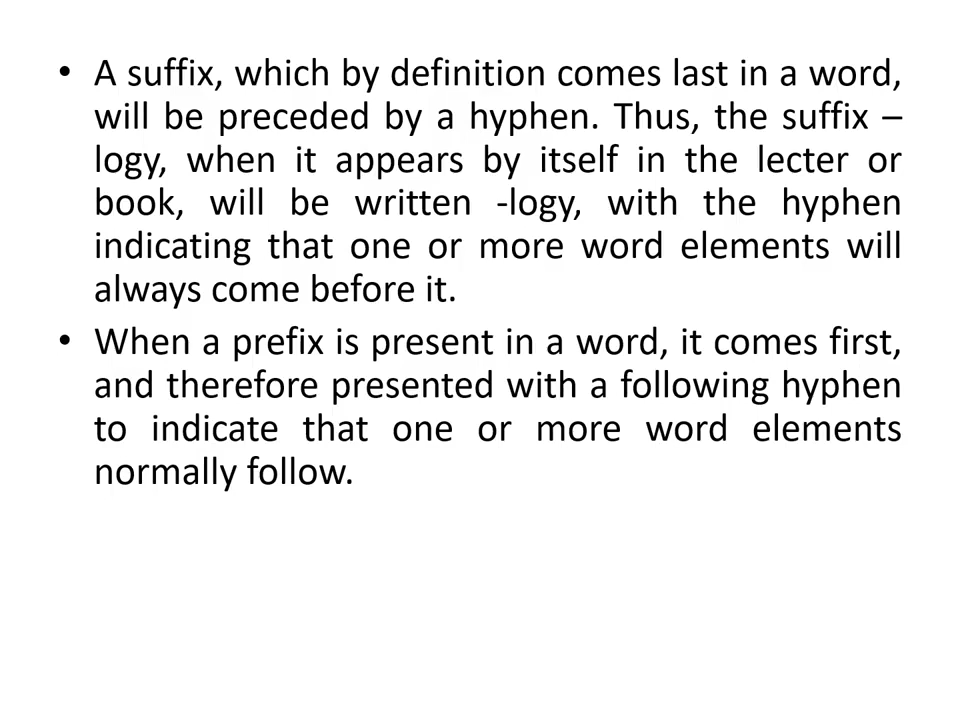 • A suffix, which by definition comes last in a word,
will be preceded by a hyphen. Thus, the suffix –
logy, when it appears by itself in the lecter or
book, will be written -logy, with the hyphen
indicating that one or more word elements will
always come before it.
• When a prefix is present in a word, it comes first,
and therefore presented with a following hyphen
to indicate that one or more word elements
normally follow.